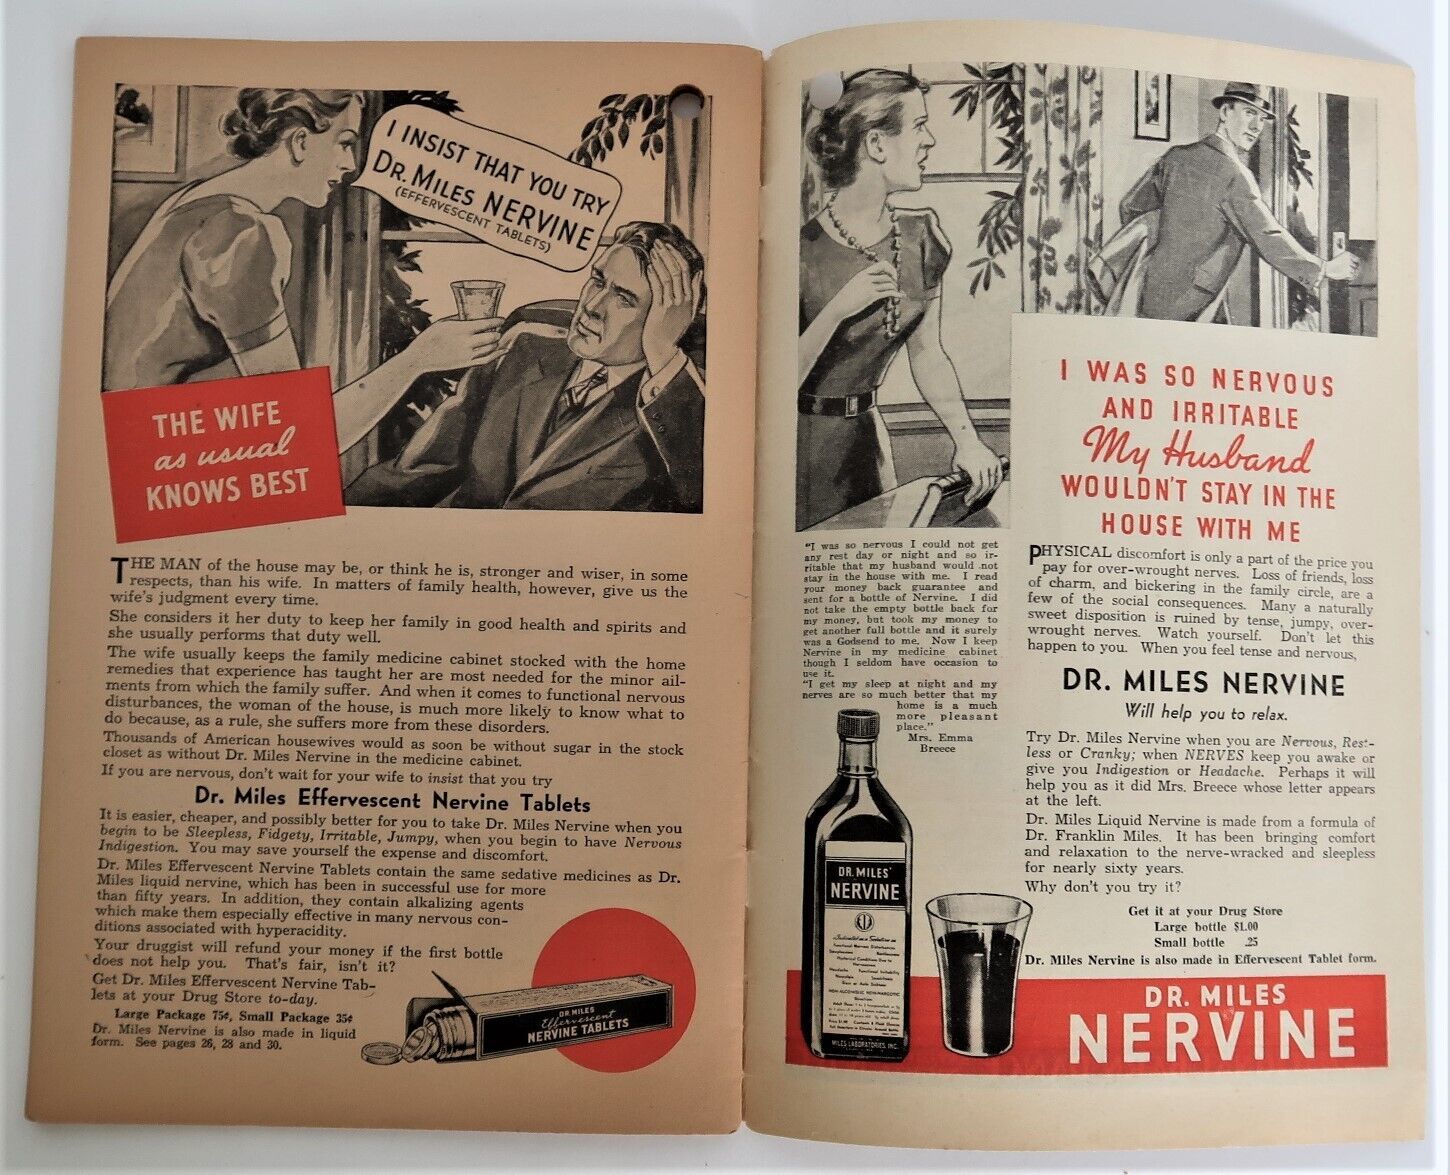 I INSIST THAT YOU TRY
DR. MILES NERVINE
(EFFERVESCENT TABLETS)
THE WIFE
as usual
KNOWS BEST
THE MAN of the house may be, or think he is, stronger and wiser, in some
respects, than his wife. In matters of family health, however, give us the
wife's judgment every time.
She considers it her duty to keep her family in good health and spirits and
she usually performs that duty well.
The wife usually keeps the family medicine cabinet stocked with the home
remedies that experience has taught her are most needed for the minor ail-
ments from which the family suffer. And when it comes to functional nervous
disturbances, the woman of the house, is much more likely to know what to
do because, as a rule, she suffers more from these disorders.
Thousands of American housewives would as soon be without sugar in the stock
closet as without Dr. Miles Nervine in the medicine cabinet.
If you are nervous, don't wait for your wife to insist that you try
Dr. Miles Effervescent Nervine Tablets
It is easier, cheaper, and possibly better for you to take Dr. Miles Nervine when you
begin to be Sleepless, Fidgety, Irritable, Jumpy, when you begin to have Nervous
Indigestion. You may save yourself the expense and discomfort.
Dr. Miles Effervescent Nervine Tablets contain the same sedative medicines as Dr.
Miles liquid nervine, which has been in successful use for more
than fifty years. In addition, they contain alkalizing agents
which make them especially effective in many nervous con-
ditions associated with hyperacidity.
Your druggist will refund your money if the first bottle
does not help you. That's fair, isn't it?
Get Dr. Miles Effervescent Nervine Tab-
lets at your Drug Store to-day.
Large Package 75¢, Small Package 35¢
Dr. Miles Nervine is also made in liquid
form. See pages 26, 28 and 30.
DR. MILES
Effervescent
NERVINE TABLETS
I WAS SO NERVOUS
AND IRRITABLE
My Husband
WOULDN'T STAY IN THE
HOUSE WITH ME
"I was so nervous I could not get
any rest day or night and so ir-
ritable that my husband would not
stay in the house with me. I read
your money back guarantee and
sent for a bottle of Nervine. I did
not take the empty bottle back for
my money, but took my money to
get another full bottle and it surely
was a Godsend to me. Now I keep
Nervine in my medicine cabinet
though I seldom have occasion to
use it.
"I get my sleep at night and my
nerves are so much better that my
home is a much
more pleasant
place."
Mrs. Emma
Breece
PHYSICAL discomfort is only a part of the price you
pay for over-wrought nerves. Loss of friends, loss
of charm, and bickering in the family circle, are a
few of the social consequences. Many a naturally
sweet disposition is ruined by tense, jumpy, over-
wrought nerves. Watch yourself. Don't let this
happen to you. When you feel tense and nervous,
DR. MILES NERVINE
Will help you to relax.
Try Dr. Miles Nervine when you are Nervous, Rest-
less or Cranky; when NERVES keep you awake or
give you Indigestion or Headache. Perhaps it will
help you as it did Mrs. Breece whose letter appears
at the left.
Dr. Miles Liquid Nervine is made from a formula of
Dr. Franklin Miles. It has been bringing comfort
and relaxation to the nerve-wracked and sleepless
for nearly sixty years.
Why don't you try it?
Get it at your Drug Store
Large bottle $1.00
Small bottle .25
Dr. Miles Nervine is also made in Effervescent Tablet form.
DR. MILES'
NERVINE
Functional Nervous Disturbances
MILES LABORATORIES, INC.
DR. MILES
NERVINE